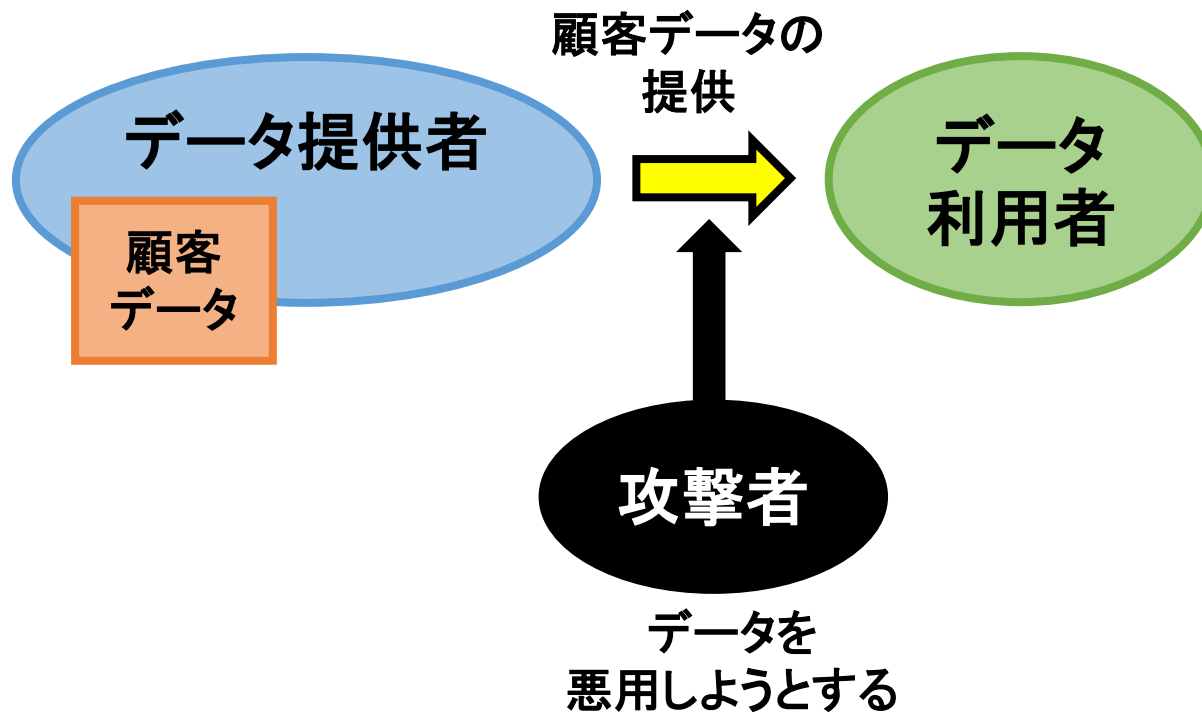 顧客データの
提供
データ提供者
データ
利用者
顧客
データ
攻撃者
データを
悪用しようとする